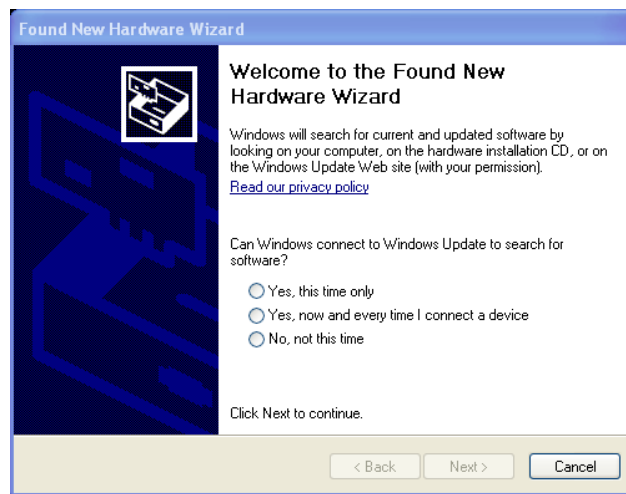 Found New Hardware Wizard
Welcome to the Found New
Hardware Wizard
Windows will search for current and updated software by
looking on your computer, on the hardware installation CD, or on
the Windows Update Web site (with your permission).
Read our privacy policy
Can Windows connect to Windows Update to search for
software?
Yes, this time only
Yes, now and every time I connect a device
No, not this time
Click Next to continue.
< Back
Next >
Cancel